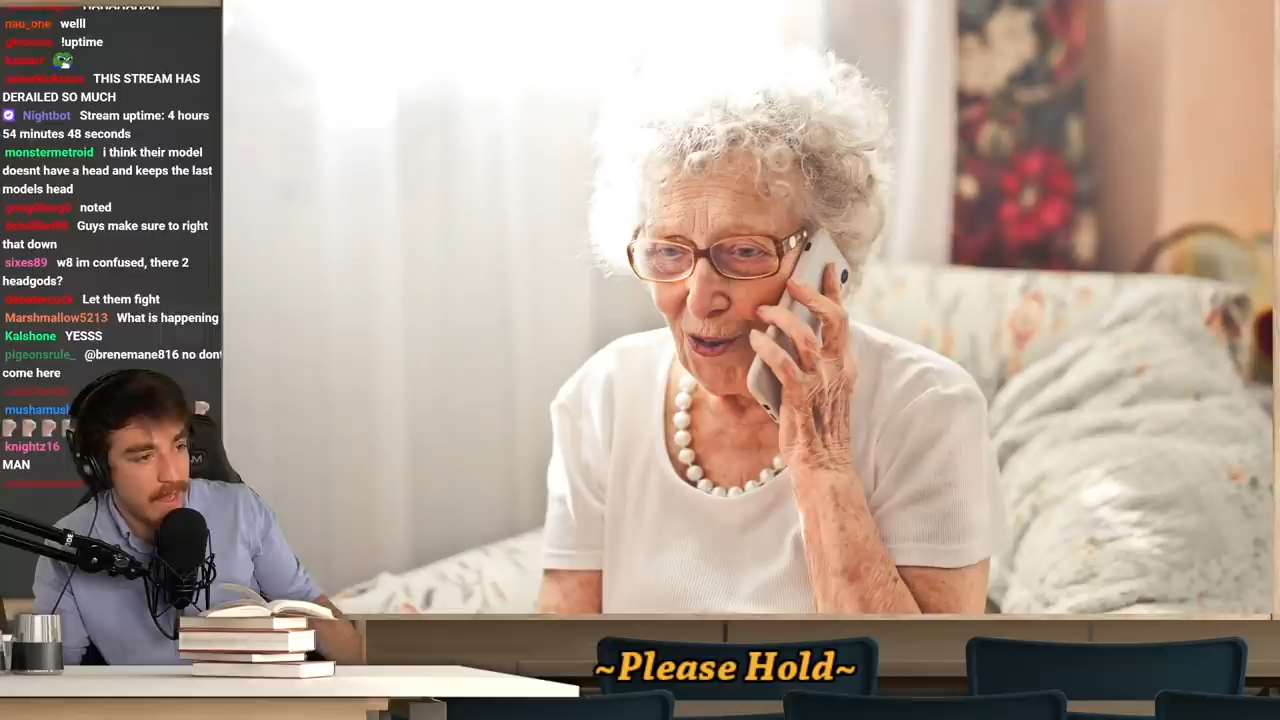 nau_one welll
!uptime
THIS STREAM HAS
DERAILED SO MUCH
Nightbot Stream uptime: 4 hours
54 minutes 48 seconds
monstermetroid i think their model
doesnt have a head and keeps the last
models head
noted
Guys make sure to right
that down
sixes89 w8 im confused, there 2
headgods?
Let them fight
Marshmallow5213 What is happening
Kalshone YESSS
pigeonsrule_ @brenemane816 no dont
come here
knightz16
MAN
~Please Hold~